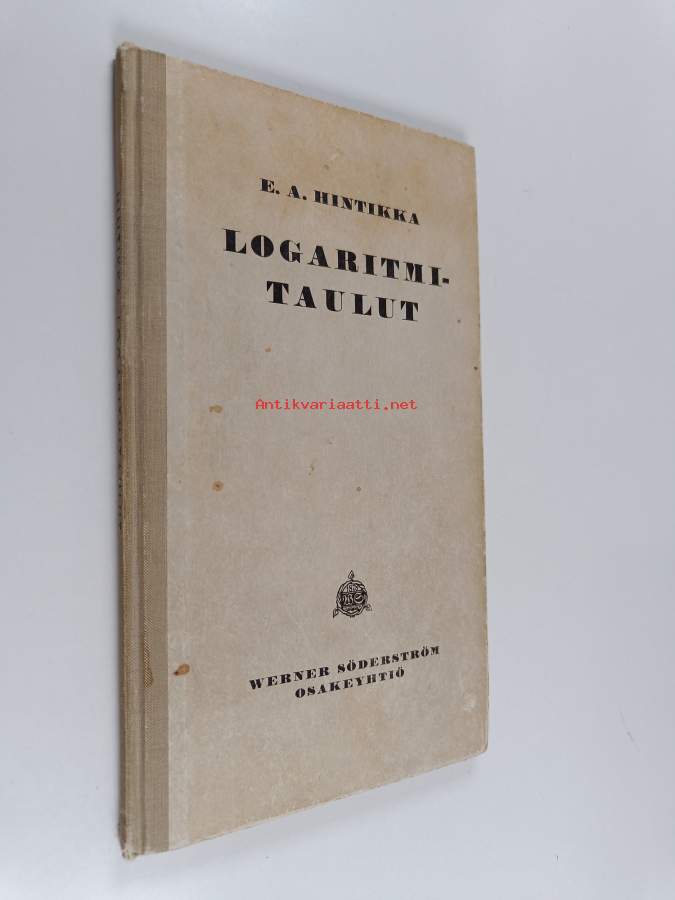 E. A. HINTIKKA
LOGARITMI-
TAULUT
Antikvariaatti.net
WERNER SÖDERSTRÖM
OSAKEYHTIÖ